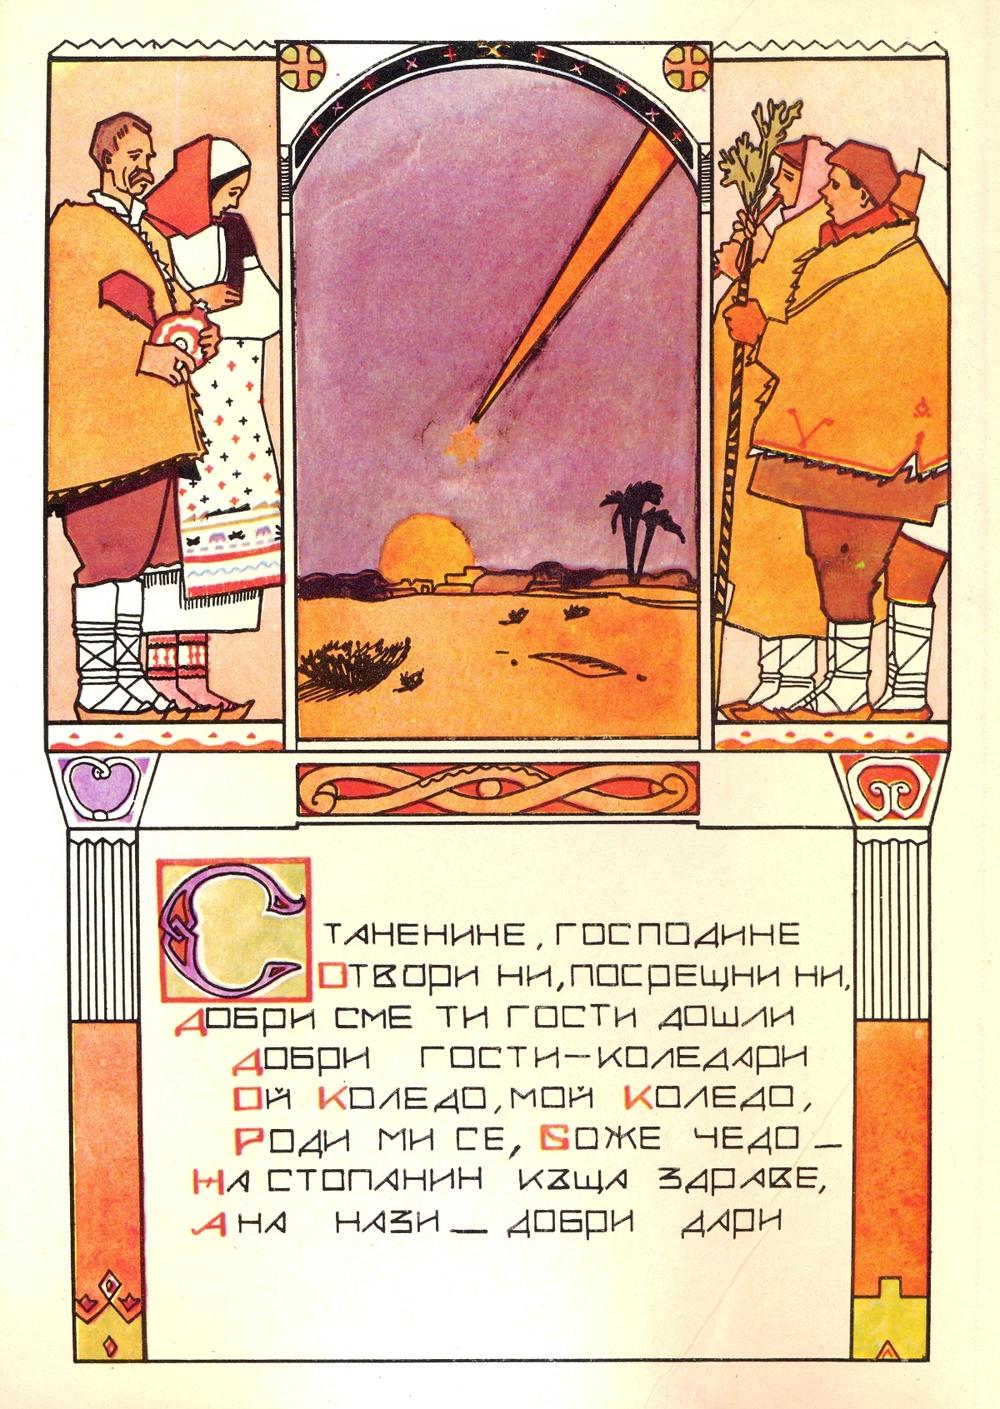 СТАНЕНИНЕ, ГОСПОДИНЕ
ОТВОРИ НИ, ПОСРЕЩНИ НИ,
ДОБРИ СМЕ ТИ ГОСТИ ДОШЛИ
ДОБРИ ГОСТИ-КОЛЕДАРИ
ОЙ КОЛЕДО, МОЙ КОЛЕДО,
РОДИ МИ СЕ, БОЖЕ ЧЕДО —
НА СТОПАНИН КЪЩА ЗДРАВЕ,
А НА НАЗИ — ДОБРИ ДАРИ